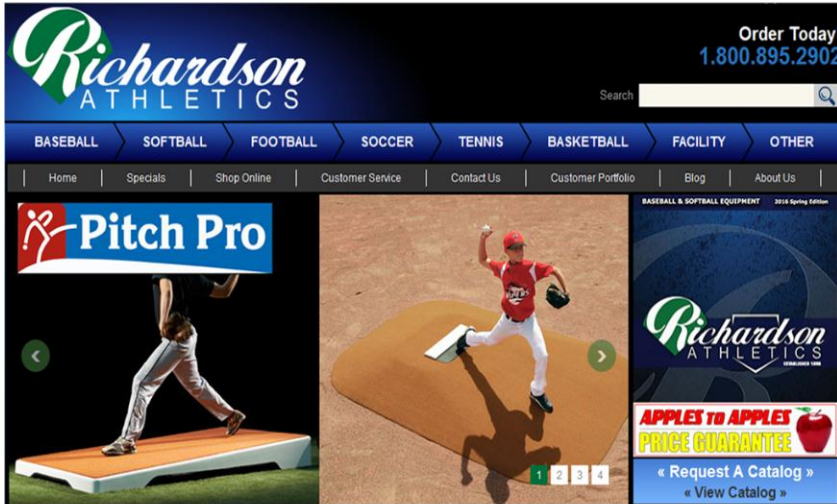 Richardson
ATHLETICS
Order Today
1.800.895.2902
Search
BASEBALL SOFTBALL FOOTBALL SOCCER TENNIS BASKETBALL FACILITY OTHER
Home Specials Shop Online Customer Service Contact Us Customer Portfolio Blog About Us
Pitch Pro
BASEBALL & SOFTBALL EQUIPMENT 2016 Spring Edition
Richardson
ATHLETICS
APPLES TO APPLES
PRICE GUARANTEE
1 2 3 4
« Request A Catalog »
« View Catalog »